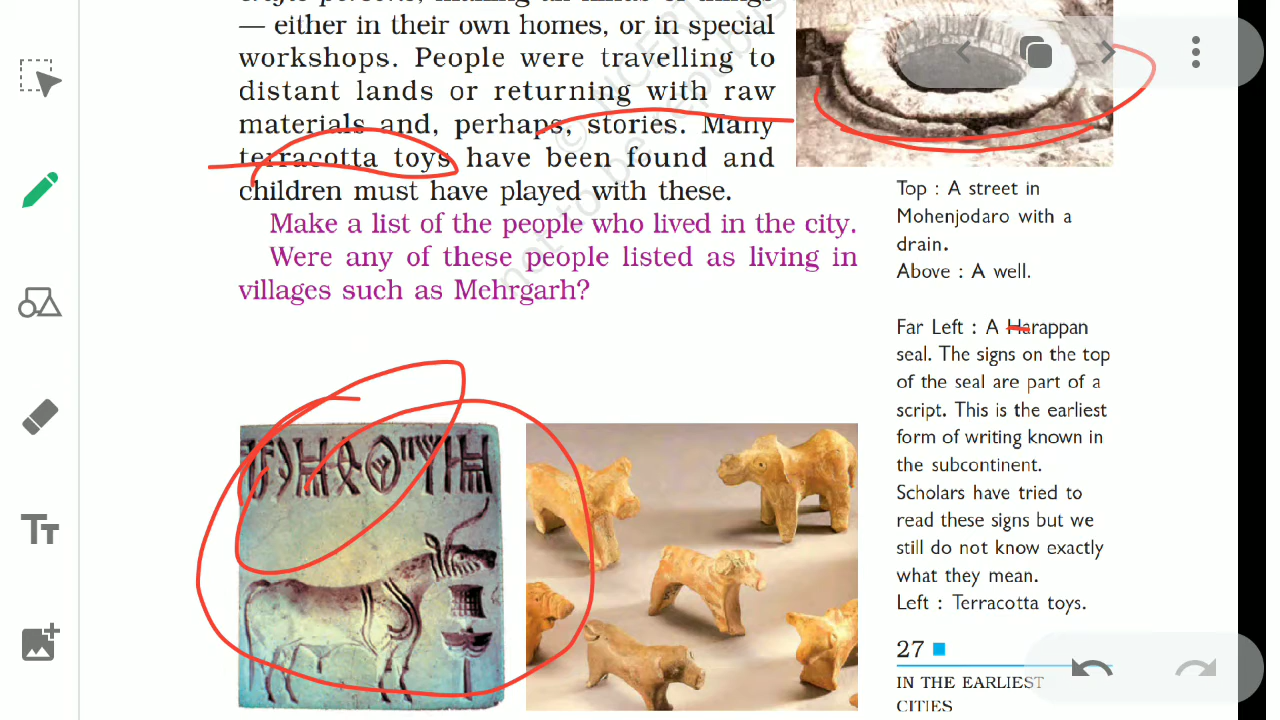 — either in their own homes, or in special
workshops. People were travelling to
distant lands or returning with raw
materials and, perhaps, stories. Many
terracotta toys have been found and
children must have played with these.
Make a list of the people who lived in the city.
Were any of these people listed as living in
villages such as Mehrgarh?
Top : A street in
Mohenjodaro with a
drain.
Above : A well.
Far Left : A Harappan
seal. The signs on the top
of the seal are part of a
script. This is the earliest
form of writing known in
the subcontinent.
Scholars have tried to
read these signs but we
still do not know exactly
what they mean.
Left : Terracotta toys.
27
IN THE EARLIEST
CITIES
© NCERT
not to be republis